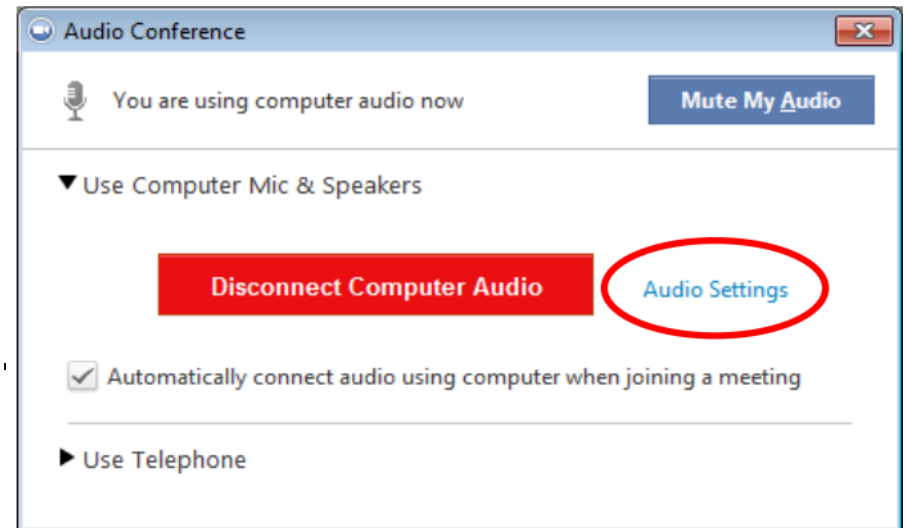 Audio Conference
You are using computer audio now
Mute My Audio
Use Computer Mic & Speakers
Disconnect Computer Audio
Audio Settings
Automatically connect audio using computer when joining a meeting
Use Telephone